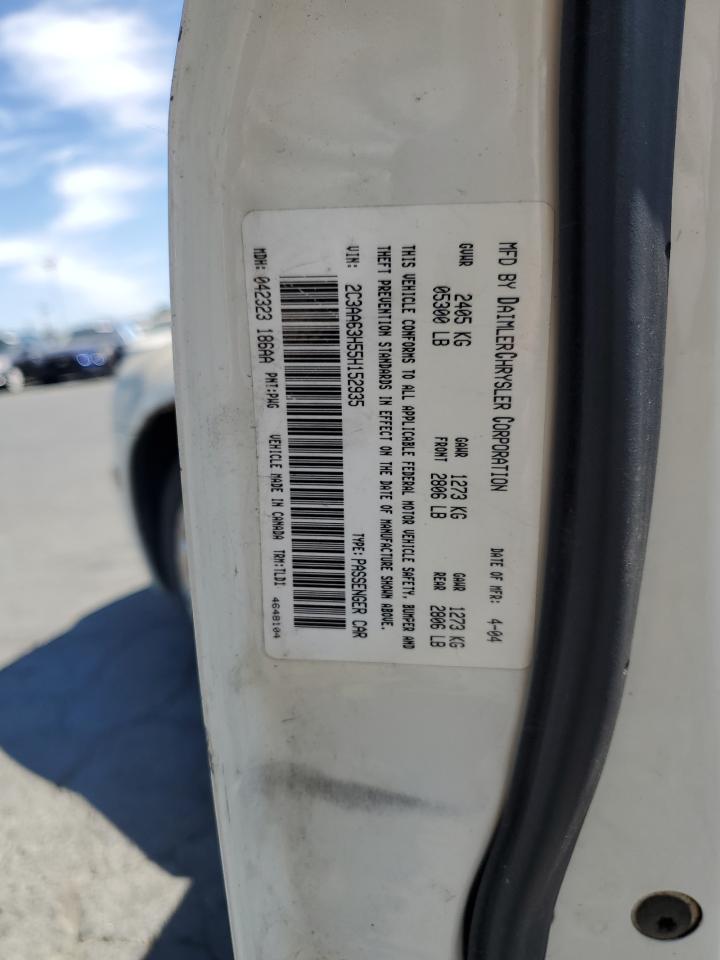 MFD BY DAIMLERCHRYSLER CORPORATION DATE OF MFR: 4-04
GVWR 2405 KG GAWR 1273 KG GAWR 1273 KG
05300 LB FRONT 2806 LB REAR 2806 LB
THIS VEHICLE CONFORMS TO ALL APPLICABLE FEDERAL MOTOR VEHICLE SAFETY, BUMPER AND
THEFT PREVENTION STANDARDS IN EFFECT ON THE DATE OF MANUFACTURE SHOWN ABOVE.
VIN: 2C3AA63H55H152935 TYPE: PASSENGER CAR
MDH: 042323 186AA PNT:PWG VEHICLE MADE IN CANADA TRM:TLDI 4648104